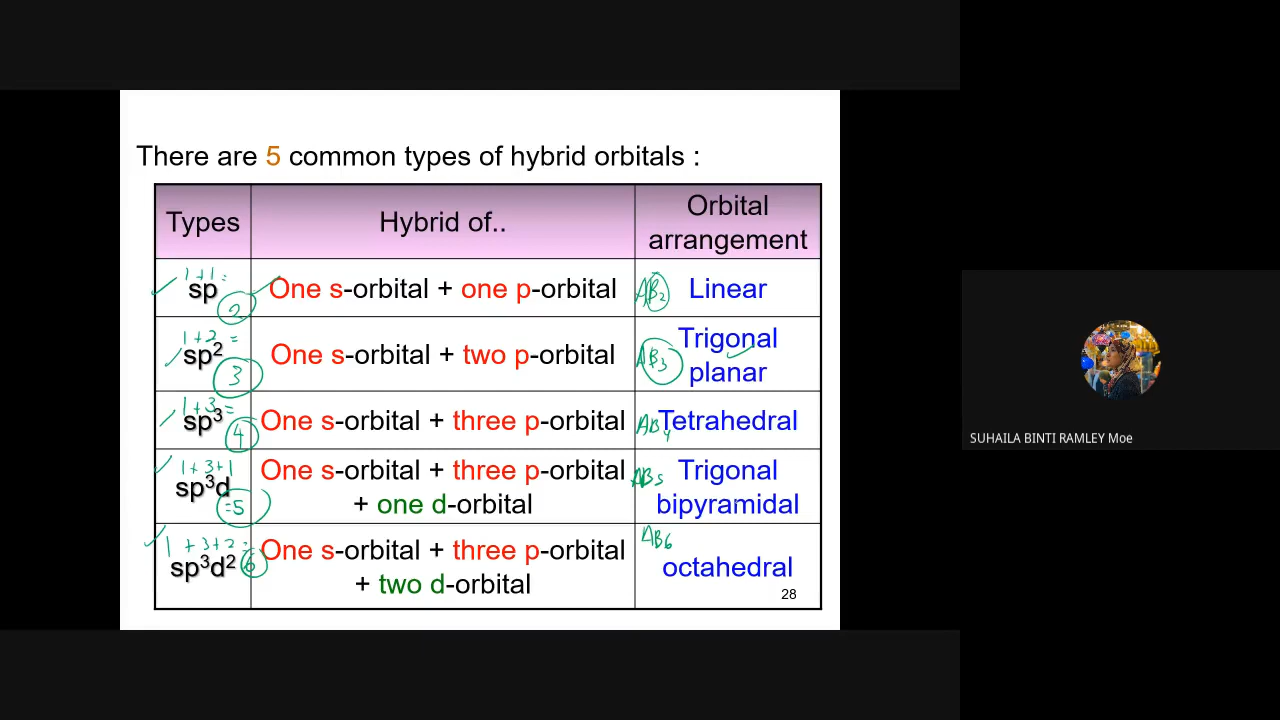 There are 5 common types of hybrid orbitals :
Types
Hybrid of..
Orbital
arrangement
1+1=
sp
2
One s-orbital + one p-orbital
AB₂
Linear
1+2=
sp²
3
One s-orbital + two p-orbital
AB₃
Trigonal
planar
1+3=
sp³
4
One s-orbital + three p-orbital
AB₄
Tetrahedral
1+3+1
sp³d
=5
One s-orbital + three p-orbital
+ one d-orbital
AB₅
Trigonal
bipyramidal
1+3+2=
sp³d²
6
One s-orbital + three p-orbital
+ two d-orbital
AB₆
octahedral
28
SUHAILA BINTI RAMLEY Moe